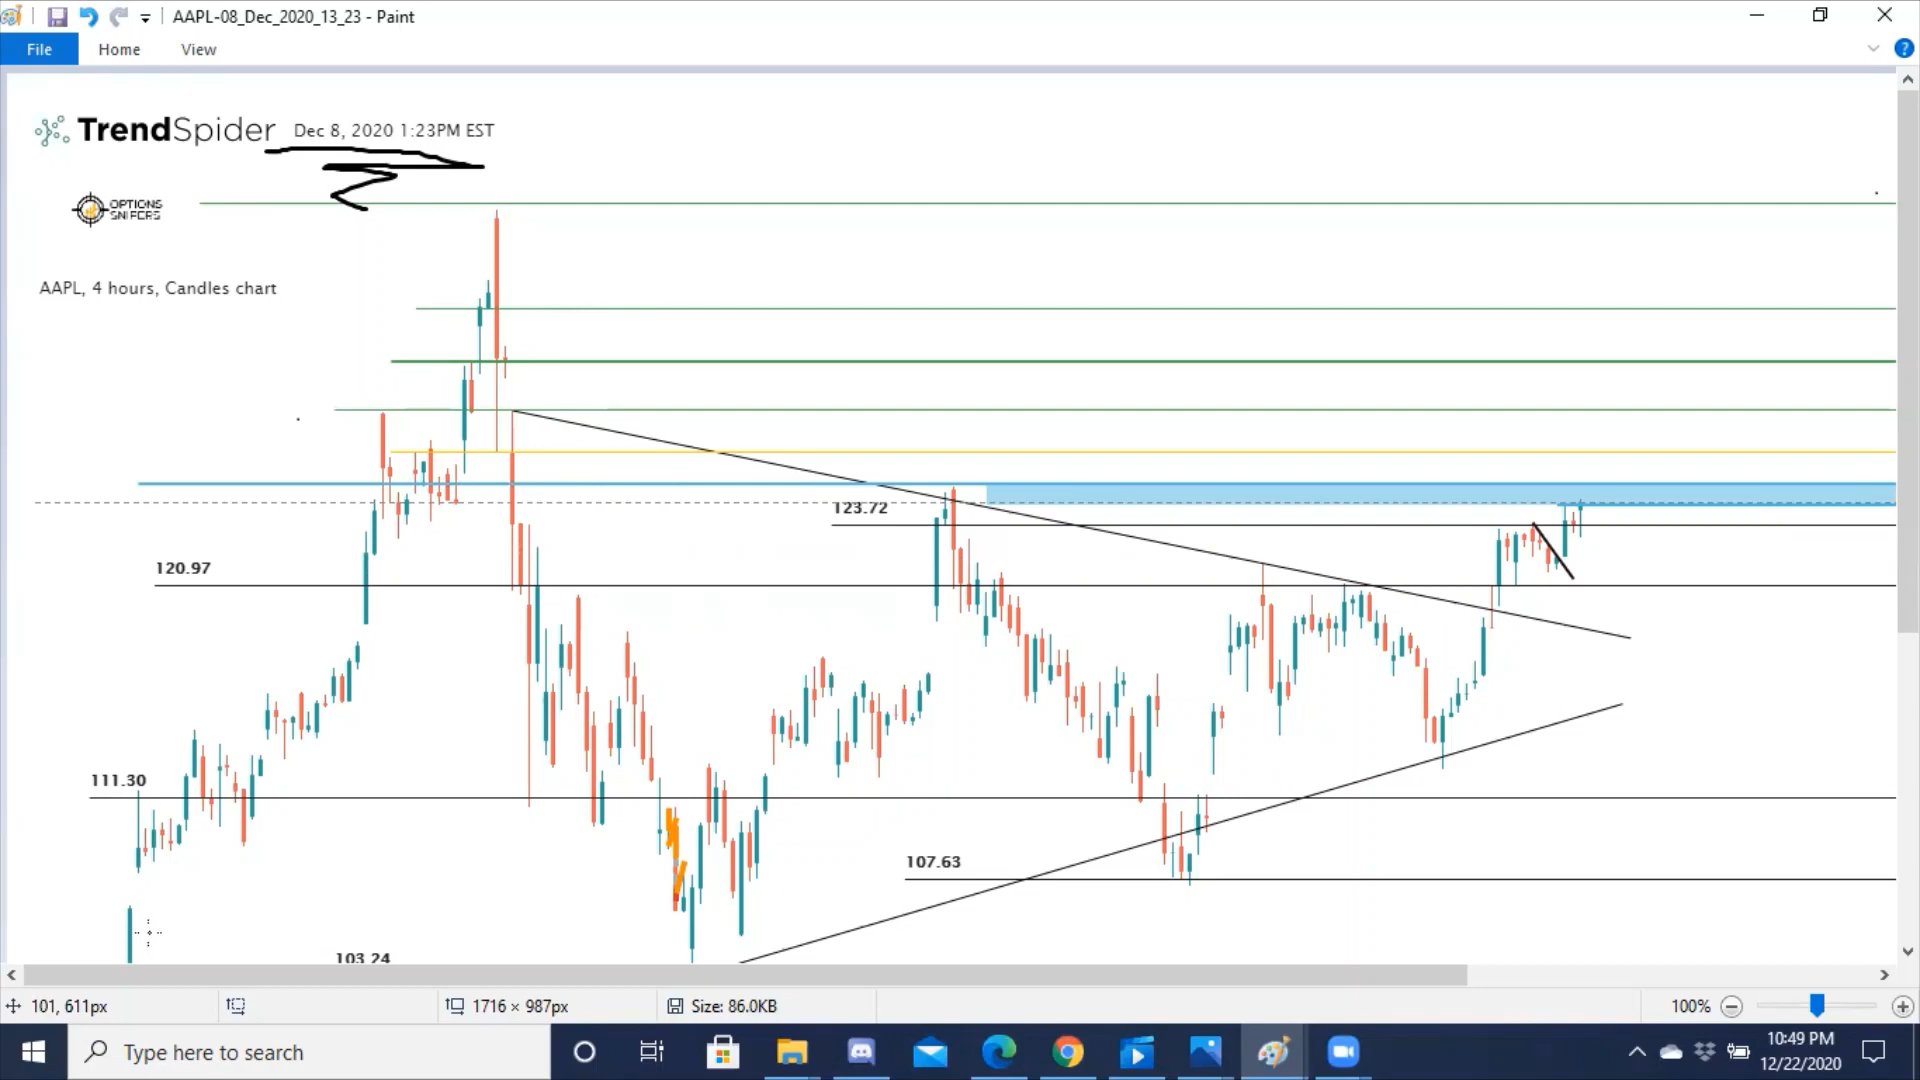 AAPL-08_Dec_2020_13_23 - Paint
File Home View
TrendSpider Dec 8, 2020 1:23PM EST
OPTIONS
SNIFERS
AAPL, 4 hours, Candles chart
123.72
120.97
111.30
107.63
103.24
101, 611px 1716 × 987px Size: 86.0KB 100%
Type here to search
10:49 PM
12/22/2020